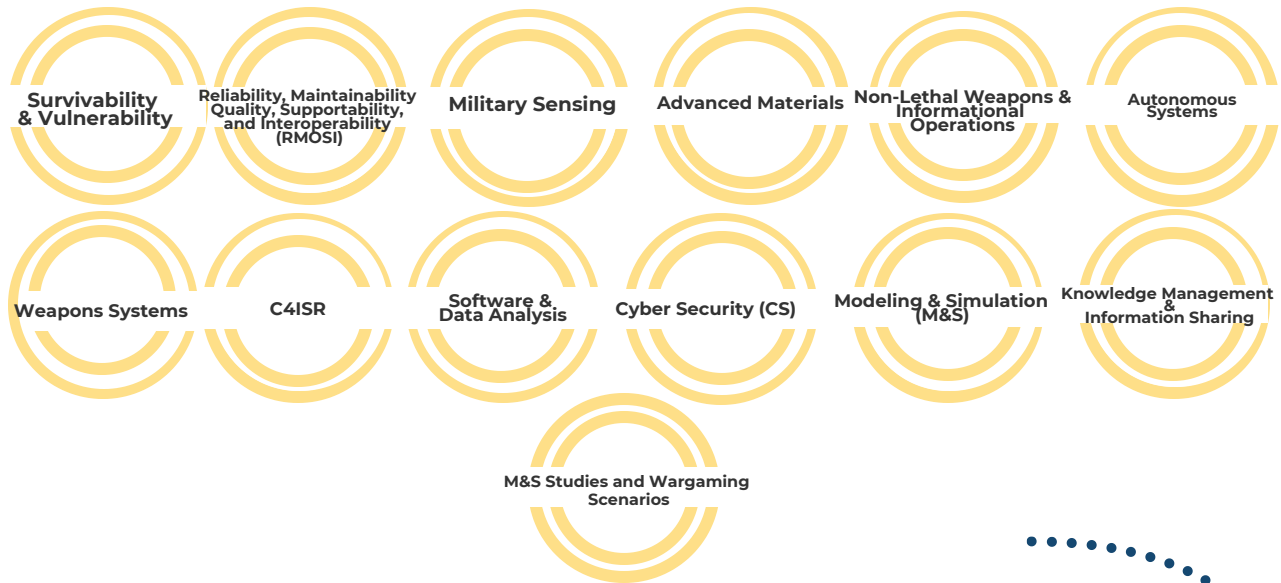 Survivability
& Vulnerability
Reliability, Maintainability
Quality, Supportability,
and Interoperability
(RMOSI)
Military Sensing
Advanced Materials
Non-Lethal Weapons &
Informational
Operations
Autonomous
Systems
Weapons Systems
C4ISR
Software &
Data Analysis
Cyber Security (CS)
Modeling & Simulation
(M&S)
Knowledge Management
&
Information Sharing
M&S Studies and Wargaming
Scenarios